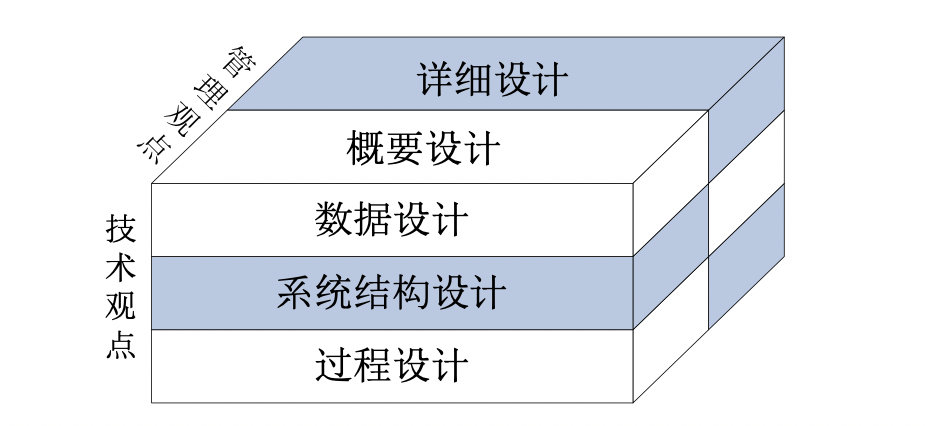 管理观点
详细设计
概要设计
技术观点
数据设计
系统结构设计
过程设计